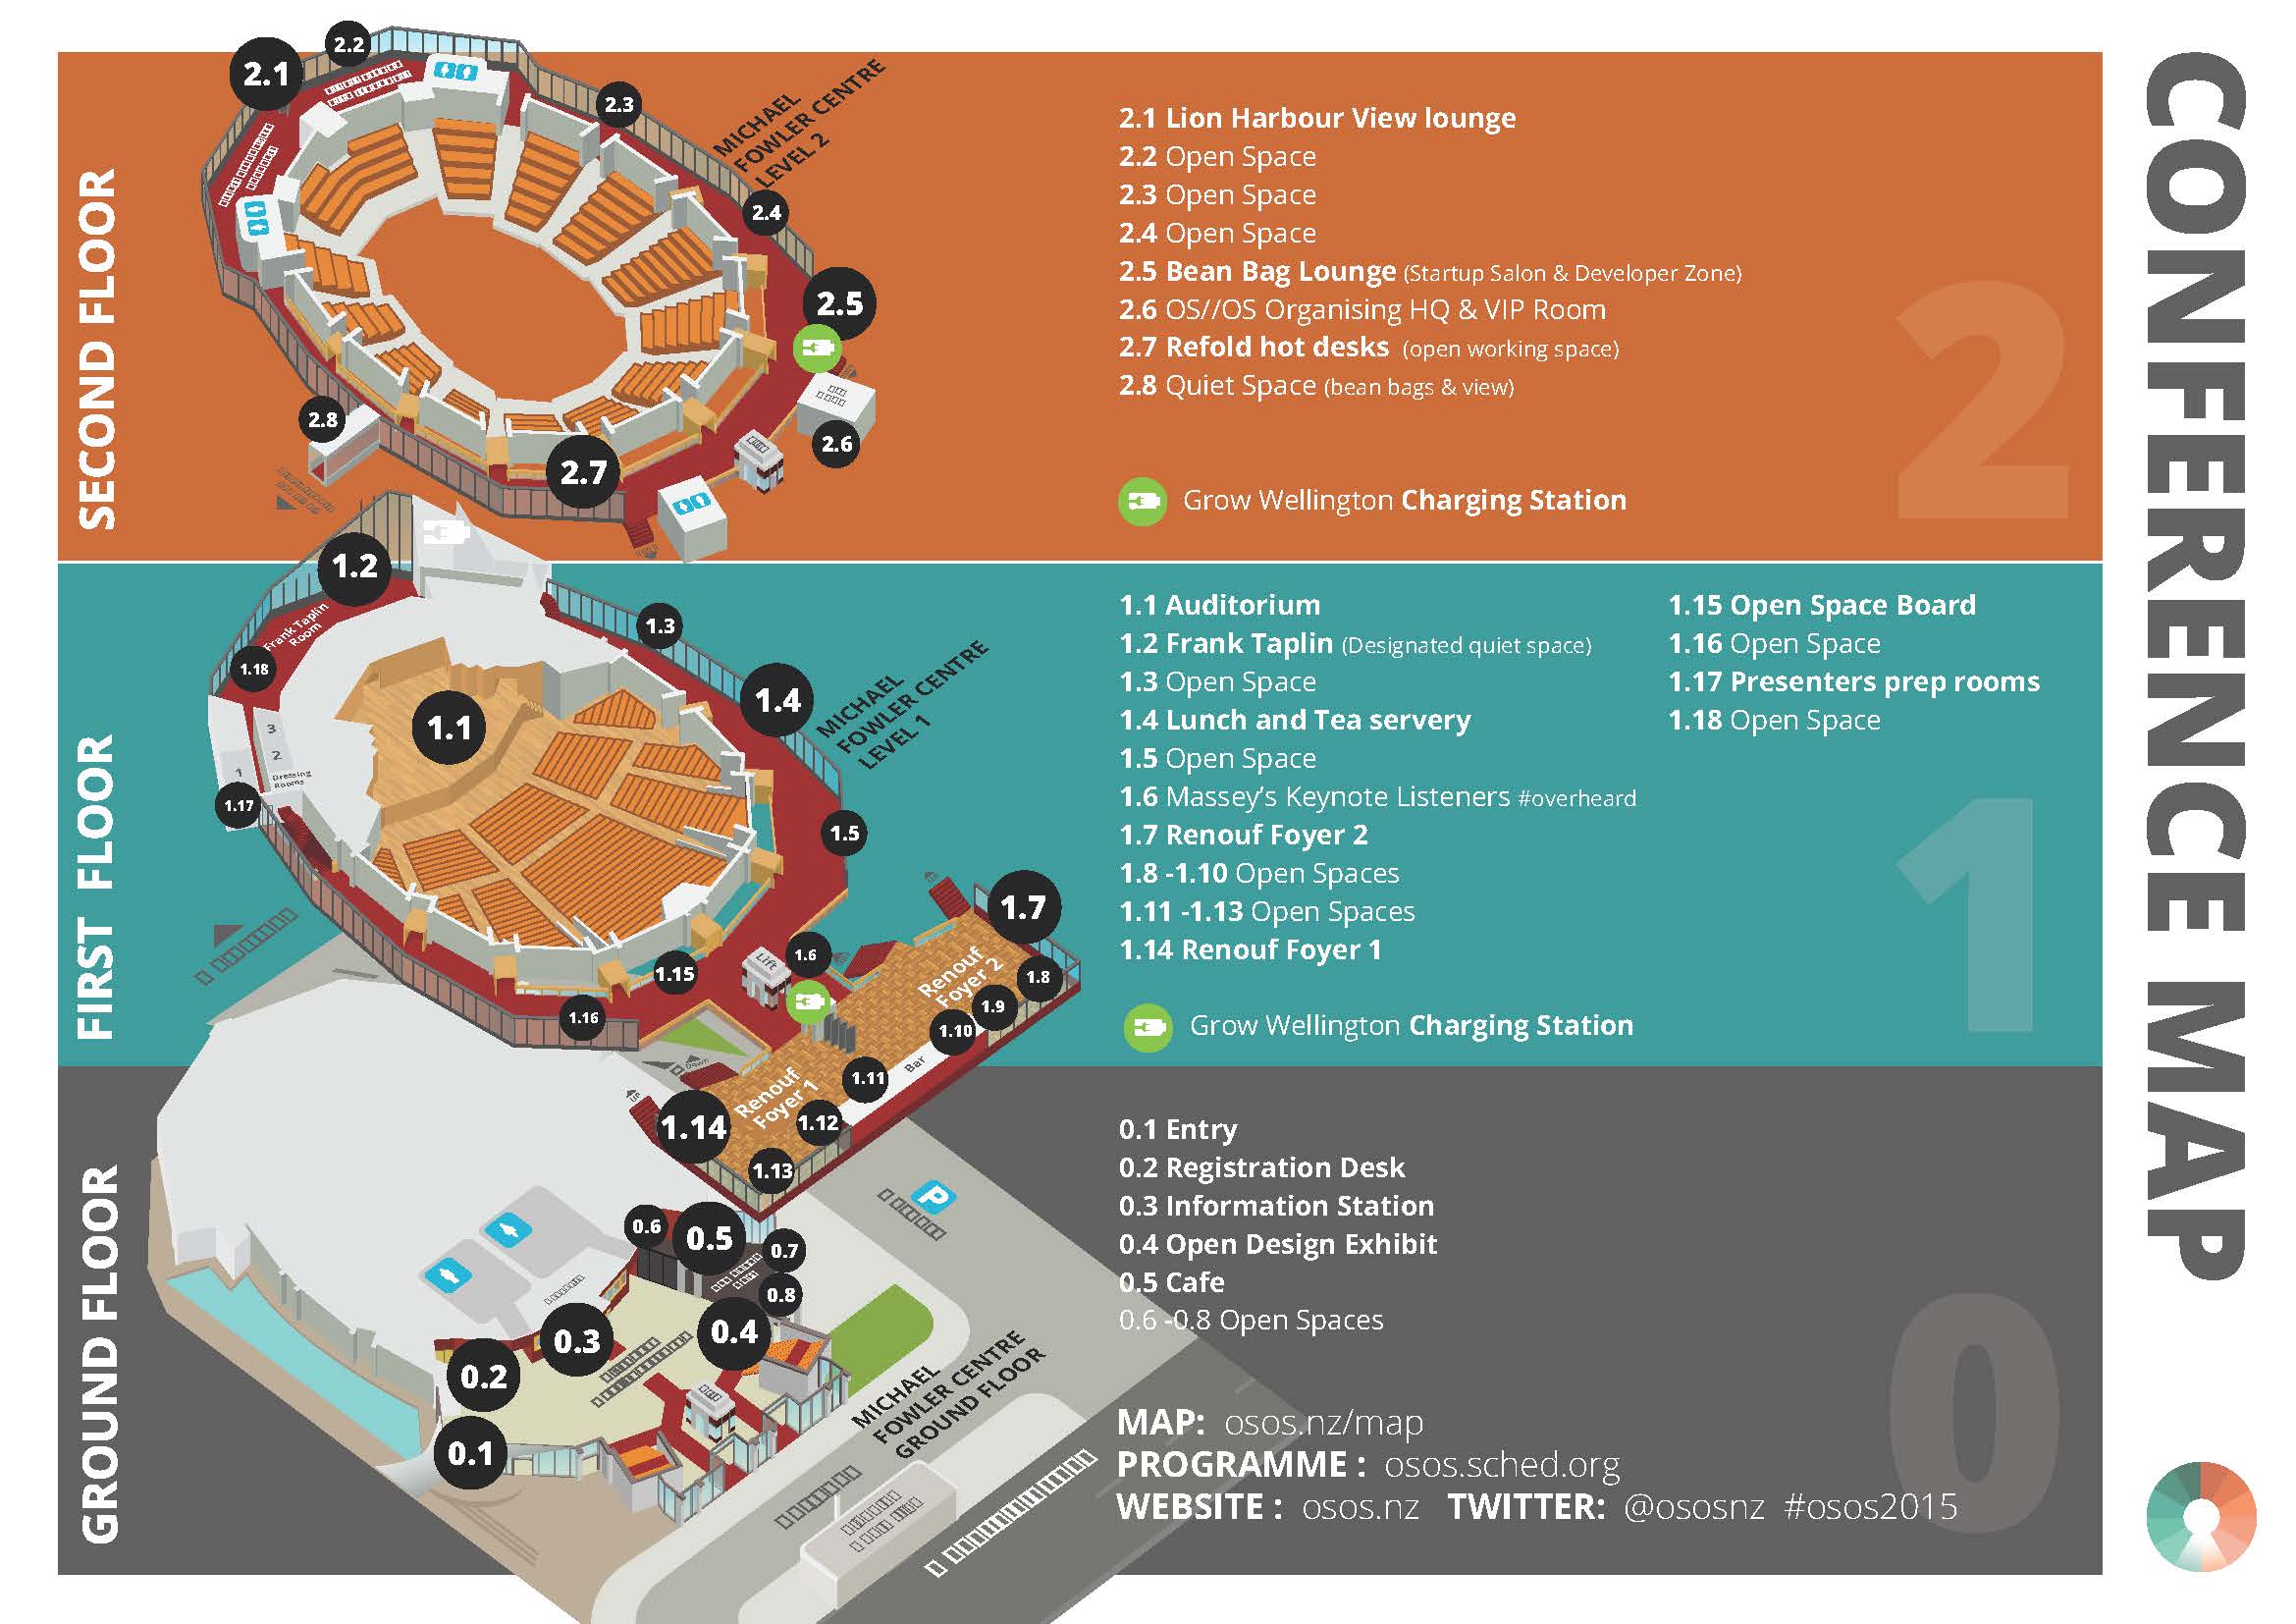 CONFERENCE MAP
SECOND FLOOR
2.1
2.2
2.3
2.4
2.5
2.6
2.7
2.8
MICHAEL
FOWLER CENTRE
LEVEL 2
2.1 Lion Harbour View lounge
2.2 Open Space
2.3 Open Space
2.4 Open Space
2.5 Bean Bag Lounge (Startup Salon & Developer Zone)
2.6 OS//OS Organising HQ & VIP Room
2.7 Refold hot desks (open working space)
2.8 Quiet Space (bean bags & view)
Grow Wellington Charging Station
2
FIRST FLOOR
1.2
Frank Taplin
Room
1.18
1.3
1.4
1.1
MICHAEL
FOWLER CENTRE
LEVEL 1
3
2
1
Dressing
Rooms
1.17
1.5
1.7
1.6
Lift
1.15
1.16
Renouf
Foyer 2
1.8
1.9
1.10
Bar
1.11
Down
UP
Renouf
Foyer 1
1.12
1.14
1.13
1.1 Auditorium
1.2 Frank Taplin (Designated quiet space)
1.3 Open Space
1.4 Lunch and Tea servery
1.5 Open Space
1.6 Massey's Keynote Listeners #overheard
1.7 Renouf Foyer 2
1.8 -1.10 Open Spaces
1.11 -1.13 Open Spaces
1.14 Renouf Foyer 1
1.15 Open Space Board
1.16 Open Space
1.17 Presenters prep rooms
1.18 Open Space
Grow Wellington Charging Station
1
GROUND FLOOR
P
0.6
0.5
0.7
0.8
0.4
0.3
0.2
0.1
MICHAEL
FOWLER CENTRE
GROUND FLOOR
0.1 Entry
0.2 Registration Desk
0.3 Information Station
0.4 Open Design Exhibit
0.5 Cafe
0.6 -0.8 Open Spaces
0
MAP: osos.nz/map
PROGRAMME : osos.sched.org
WEBSITE : osos.nz TWITTER: @ososnz #osos2015